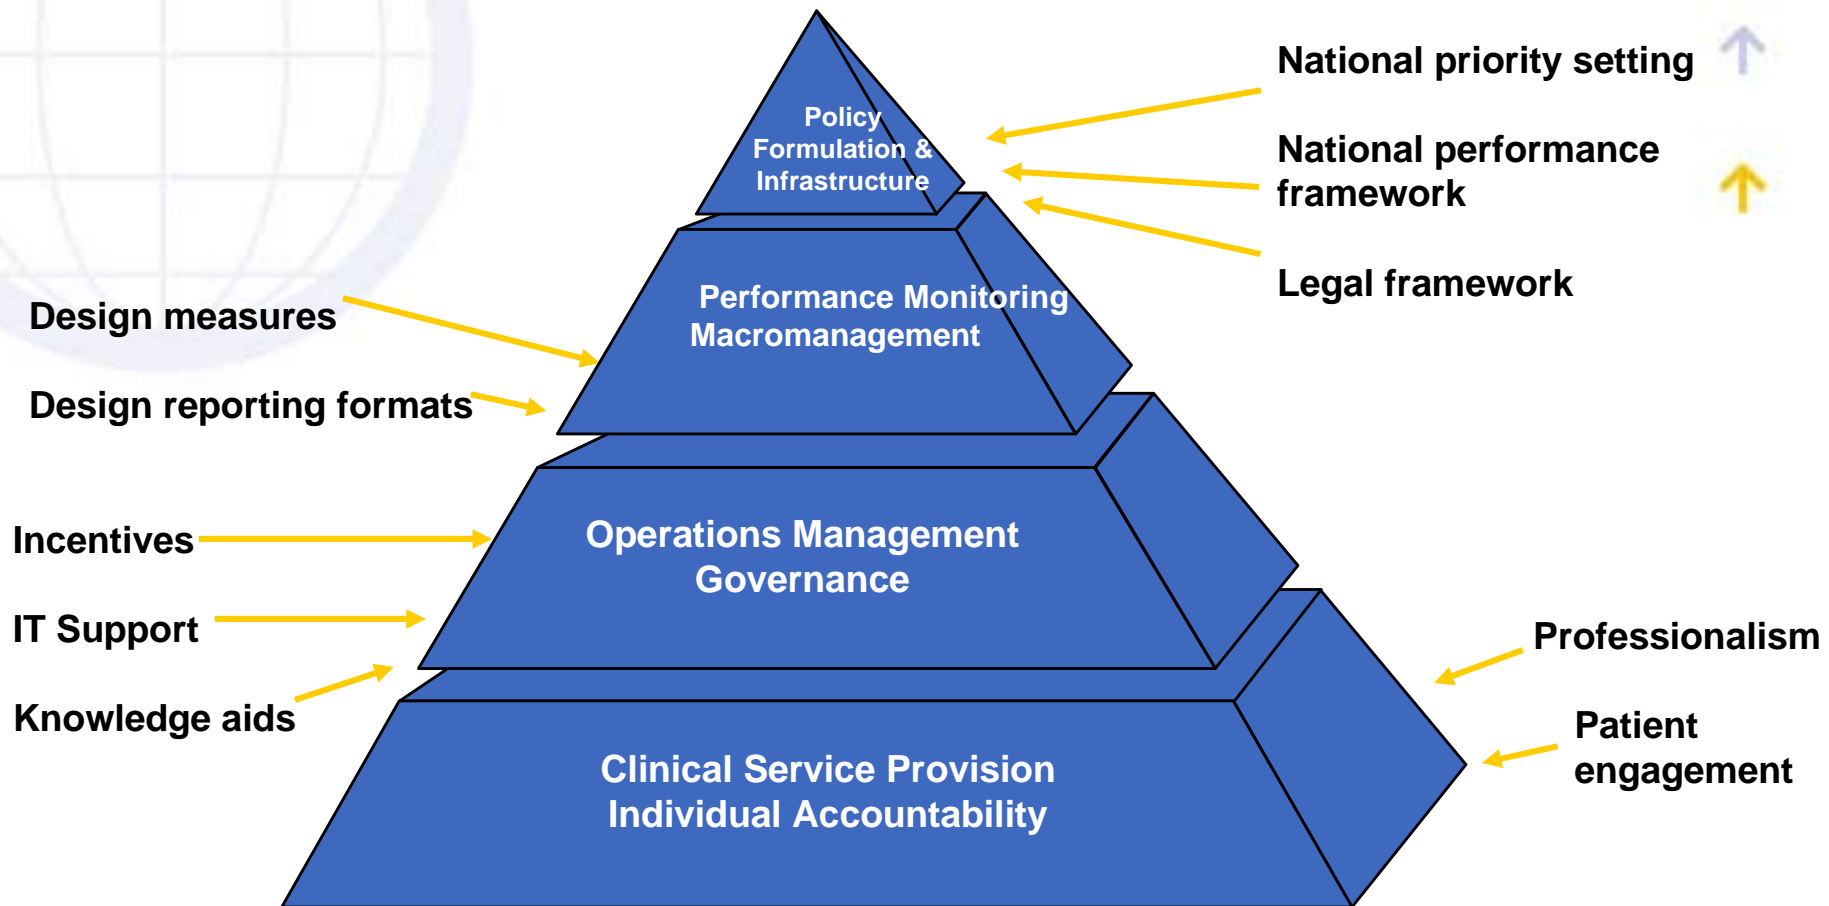 Policy
Formulation &
Infrastructure
National priority setting
National performance
framework
Legal framework
Performance Monitoring
Macromanagement
Design measures
Design reporting formats
Operations Management
Governance
Incentives
IT Support
Knowledge aids
Clinical Service Provision
Individual Accountability
Professionalism
Patient
engagement